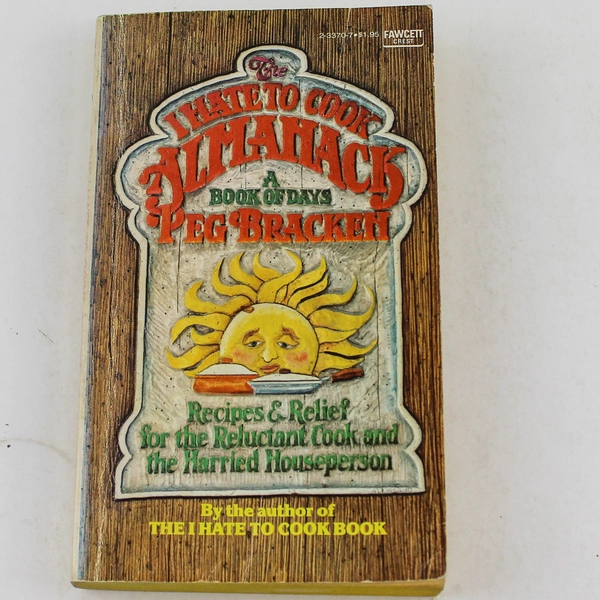 2-3370-7•$1.95 FAWCETT
CREST
The
I HATE TO COOK
ALMANACK
A
BOOK OF DAYS
PEG BRACKEN
Recipes & Relief
for the Reluctant Cook and
the Harried Houseperson
By the author of
THE I HATE TO COOK BOOK